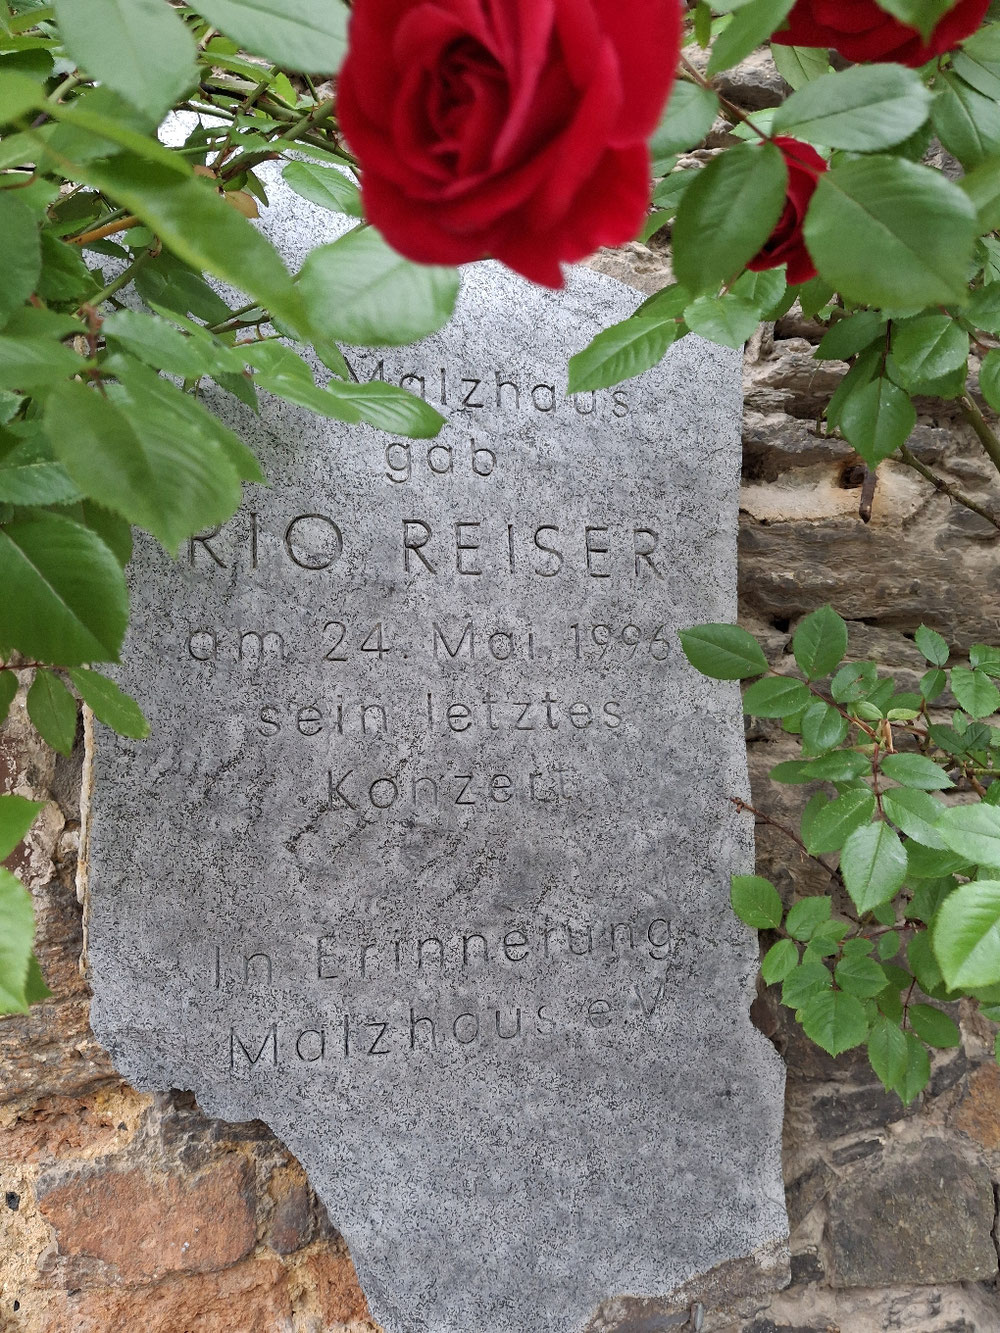 Malzhaus
gab
RIO REISER
am 24. Mai 1996
sein letztes
Konzert
In Erinnerung
Malzhaus e.V